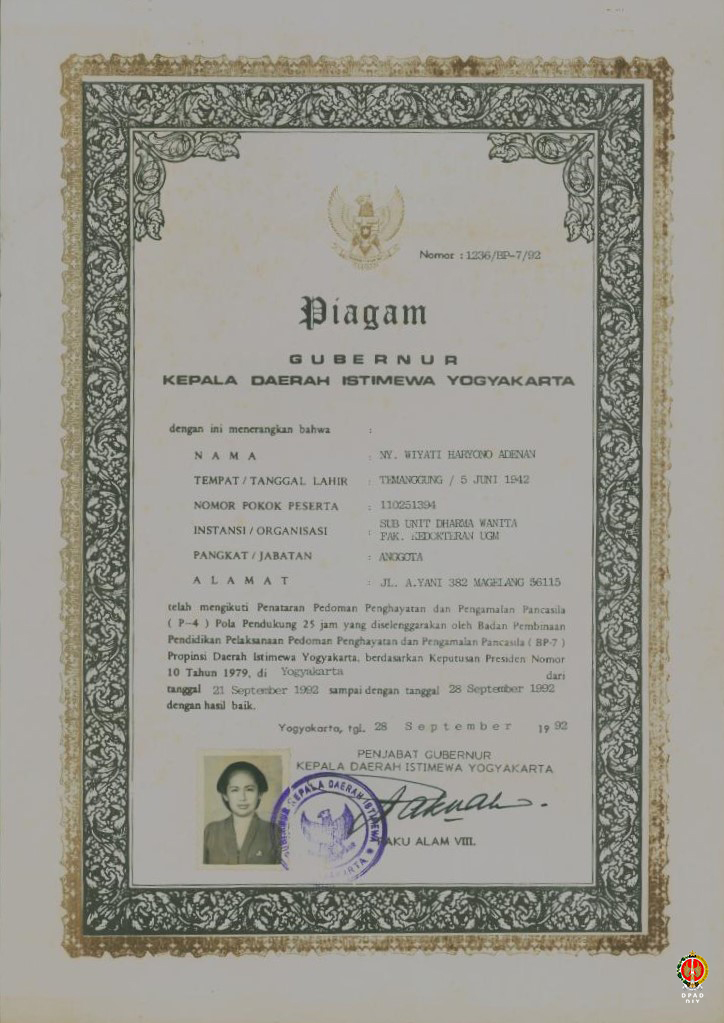 Nomor : 1236/BP-7/92
Piagam
GUBERNUR
KEPALA DAERAH ISTIMEWA YOGYAKARTA
dengan ini menerangkan bahwa :
NAMA : NY. WIYATI HARYONO ADENAN
TEMPAT / TANGGAL LAHIR : TEMANGGUNG / 5 JUNI 1942
NOMOR POKOK PESERTA : 110251394
INSTANSI / ORGANISASI : SUB UNIT DHARMA WANITA
FAK. KEDOKTERAN UGM
PANGKAT / JABATAN : ANGGOTA
ALAMAT : JL. A.YANI 382 MAGELANG 56115
telah mengikuti Penataran Pedoman Penghayatan dan Pengamalan Pancasila
( P—4 ) Pola Pendukung 25 jam yang diselenggarakan oleh Badan Pembinaan
Pendidikan Pelaksanaan Pedoman Penghayatan dan Pengamalan Pancasila ( BP-7 )
Propinsi Daerah Istimewa Yogyakarta, berdasarkan Keputusan Presiden Nomor
10 Tahun 1979, di Yogyakarta dari
tanggal 21 September 1992 sampai dengan tanggal 28 September 1992
dengan hasil baik.
Yogyakarta, tgl. 28 September 1992
PENJABAT GUBERNUR
KEPALA DAERAH ISTIMEWA YOGYAKARTA
GUBERNUR KEPALA DAERAH ISTIMEWA
PAKU ALAM VIII.
DPAD
DIY